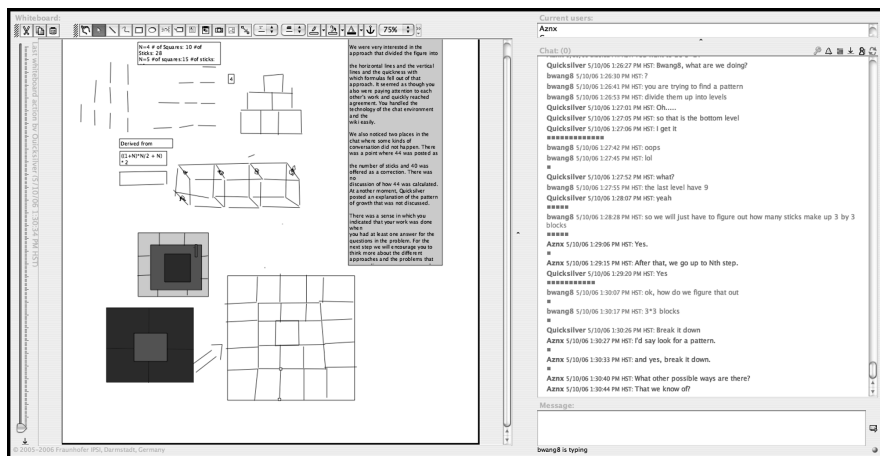 Whiteboard:
75%
Last whiteboard action by Quicksilver (5/10/06 1:30:34 PM HST)
N=4 # of Squares: 10 #of
Sticks: 28
N=5 #of squares:15 #of sticks
4
Derived from
((1+N)*N/2 + N)
* 2
We were very interested in the
approach that divided the figure into
the horizontal lines and the vertical
lines and the quickness with
which formulas fell out of that
approach. It seemed as though you
also were paying attention to each
other's work and quickly reached
agreement. You handled the
technology of the chat environment
and the
wiki easily.
We also noticed two places in the
chat where some kinds of
conversation did not happen. There
was a point where 44 was posted as
the number of sticks and 40 was
offered as a correction. There was
no
discussion of how 44 was calculated.
At another moment, Quicksilver
posted an explanation of the pattern
of growth that was not discussed.
There was a sense in which you
indicated that your work was done
when
you had at least one answer for the
questions in the problem. For the
next step we will encourage you to
think more about the different
approaches and the problems that
© 2005-2006 Fraunhofer IPSI, Darmstadt, Germany
Current users:
Aznx
Chat: (0)
Quicksilver 5/10/06 1:26:27 PM HST: Bwang8, what are we doing?
bwang8 5/10/06 1:26:30 PM HST: ?
bwang8 5/10/06 1:26:41 PM HST: you are trying to find a pattern
bwang8 5/10/06 1:26:53 PM HST: divide them up into levels
Quicksilver 5/10/06 1:27:01 PM HST: Oh.....
Quicksilver 5/10/06 1:27:05 PM HST: so that is the bottom level
Quicksilver 5/10/06 1:27:06 PM HST: I get it
bwang8 5/10/06 1:27:42 PM HST: oops
bwang8 5/10/06 1:27:45 PM HST: lol
Quicksilver 5/10/06 1:27:52 PM HST: what?
bwang8 5/10/06 1:27:55 PM HST: the last level have 9
Quicksilver 5/10/06 1:28:07 PM HST: yeah
bwang8 5/10/06 1:28:28 PM HST: so we will just have to figure out how many sticks make up 3 by 3
blocks
Aznx 5/10/06 1:29:06 PM HST: Yes.
Aznx 5/10/06 1:29:15 PM HST: After that, we go up to Nth step.
Quicksilver 5/10/06 1:29:20 PM HST: Yes
bwang8 5/10/06 1:30:07 PM HST: ok, how do we figure that out
bwang8 5/10/06 1:30:17 PM HST: 3*3 blocks
Quicksilver 5/10/06 1:30:26 PM HST: Break it down
Aznx 5/10/06 1:30:27 PM HST: I'd say look for a pattern.
Aznx 5/10/06 1:30:33 PM HST: and yes, break it down.
Aznx 5/10/06 1:30:40 PM HST: What other possible ways are there?
Aznx 5/10/06 1:30:44 PM HST: That we know of?
Message:
bwang8 is typing